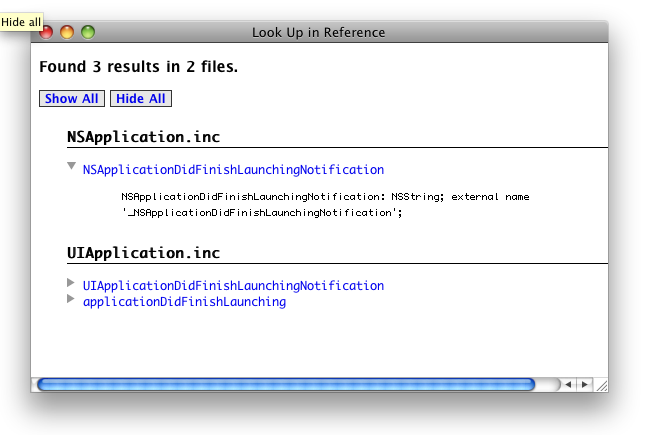 Hide all
Look Up in Reference
Found 3 results in 2 files.
Show All Hide All
NSApplication.inc
NSApplicationDidFinishLaunchingNotification
NSApplicationDidFinishLaunchingNotification: NSString; external name
'_NSApplicationDidFinishLaunchingNotification';
UIApplication.inc
UIApplicationDidFinishLaunchingNotification
applicationDidFinishLaunching